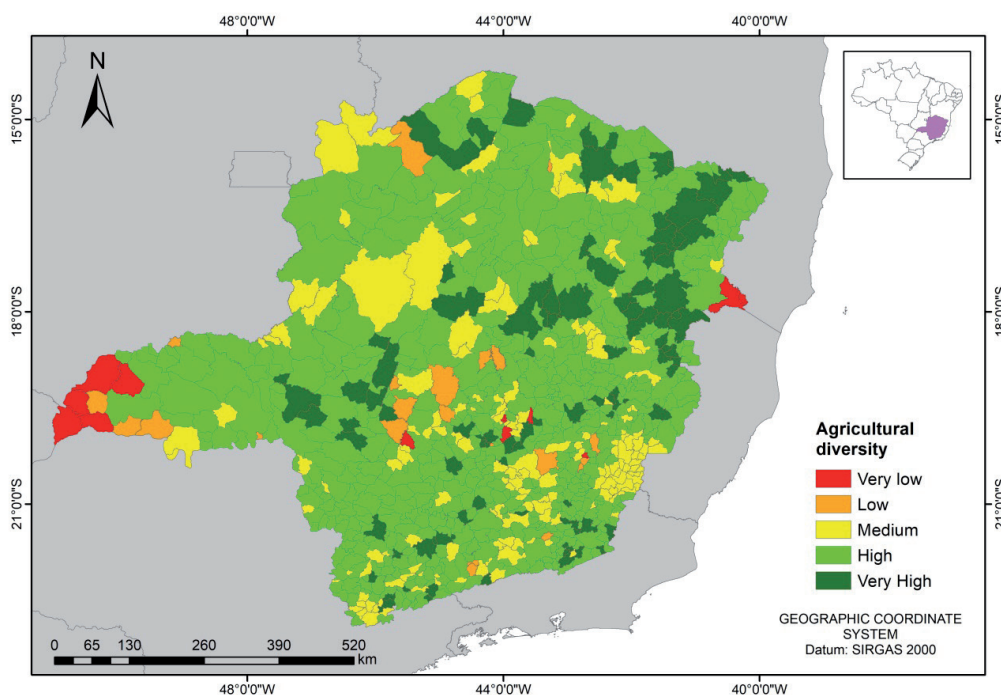 48°0'0"W 44°0'0"W 40°0'0"W
N
15°0'0"S 15°0'0"S
18°0'0"S 18°0'0"S
21°0'0"S 21°0'0"S
Agricultural
diversity
Very low
Low
Medium
High
Very High
GEOGRAPHIC COORDINATE
SYSTEM
Datum: SIRGAS 2000
0 65 130 260 390 520
km
48°0'0"W 44°0'0"W 40°0'0"W